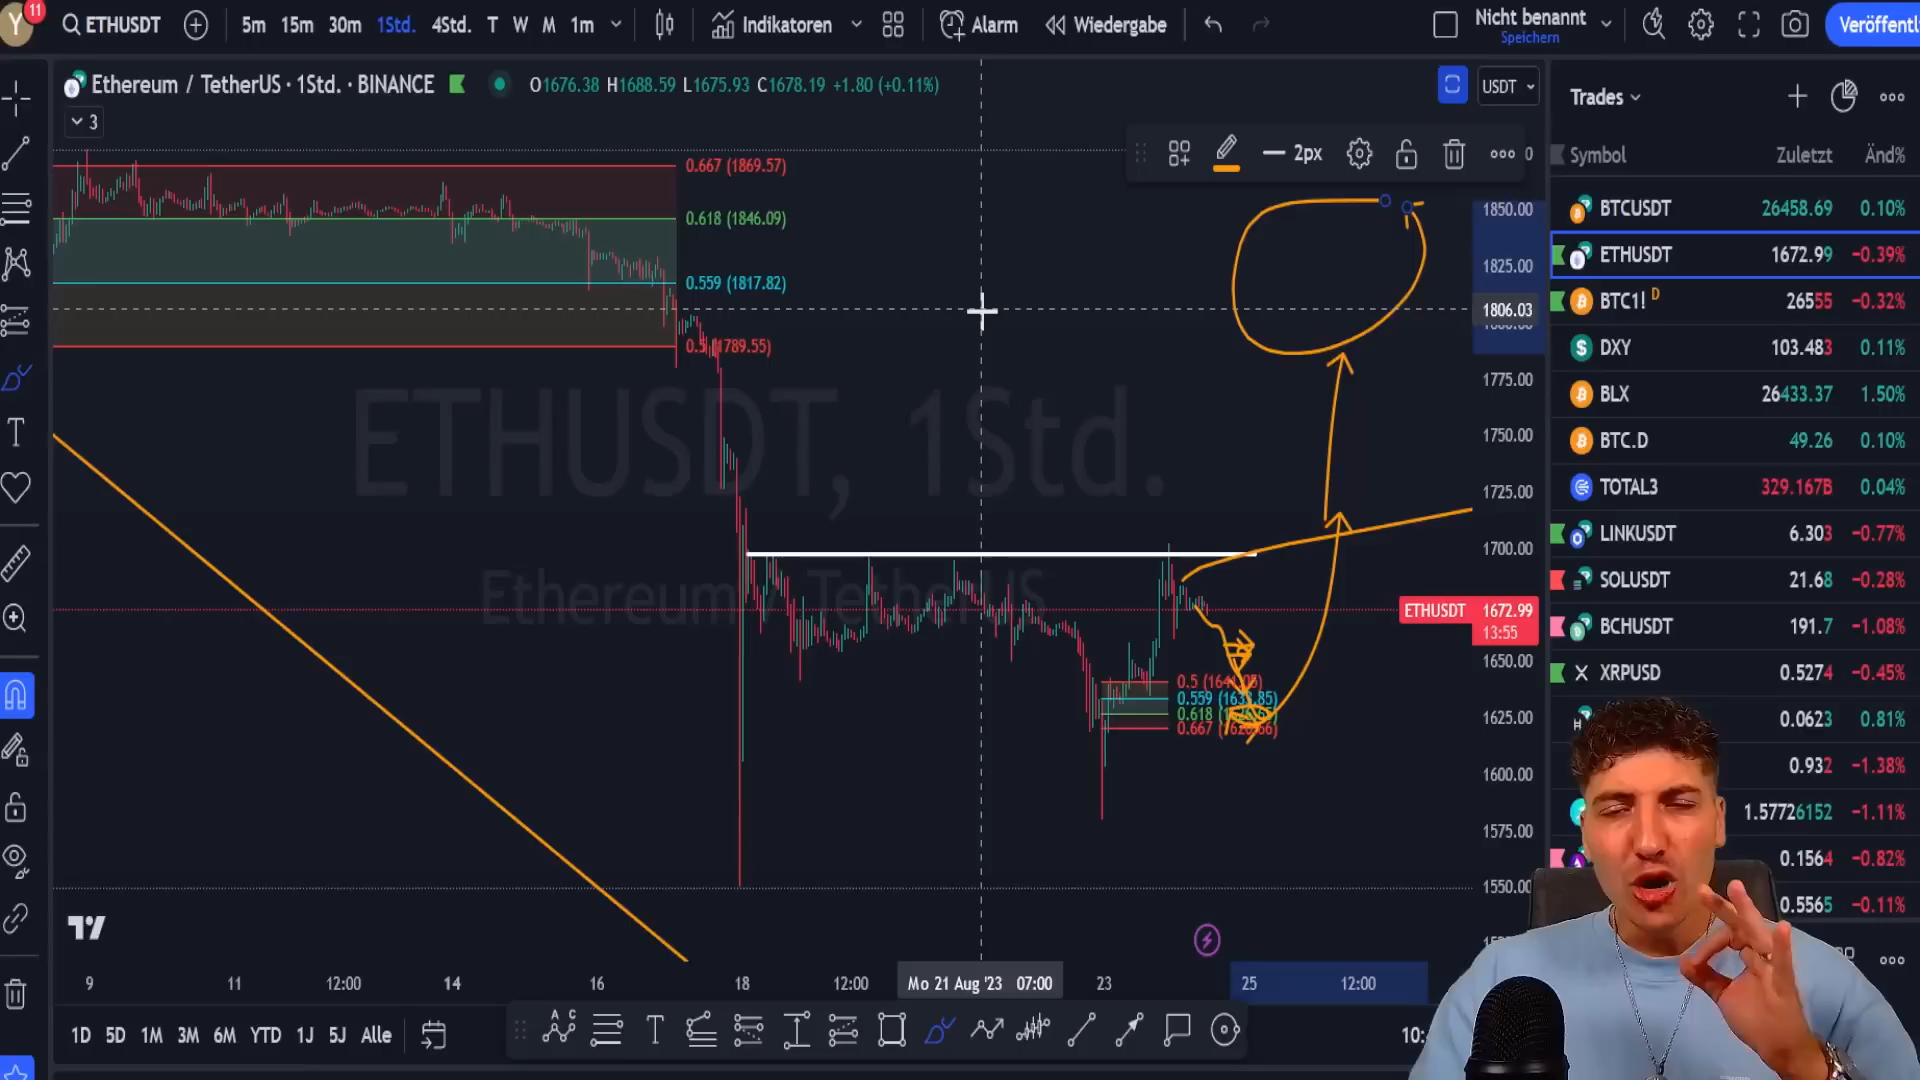 Y 11
ETHUSDT 5m 15m 30m 1Std. 4Std. T W M 1m Indikatoren Alarm Wiedergabe Nicht benannt
Speichern
Veröffentl
Ethereum / TetherUS · 1Std. · BINANCE O1676.38 H1688.59 L1675.93 C1678.19 +1.80 (+0.11%)
USDT
3
2px
0
0.667 (1869.57)
0.618 (1846.09)
0.559 (1817.82)
0.5 (1789.55)
ETHUSDT, 1Std.
Ethereum / TetherUS
0.5 (1641.05)
0.559 (1633.85)
0.618
0.667
1850.00
1825.00
1806.03
1775.00
1750.00
1725.00
1700.00
ETHUSDT 1672.99
13:55
1650.00
1625.00
1600.00
1575.00
1550.00
9 11 12:00 14 16 18 12:00 Mo 21 Aug '23 07:00 23 25 12:00
1D 5D 1M 3M 6M YTD 1J 5J Alle
10:
Trades
Symbol Zuletzt Änd%
BTCUSDT 26458.69 0.10%
ETHUSDT 1672.99 −0.39%
BTC1! D 26555 −0.32%
DXY 103.483 0.11%
BLX 26433.37 1.50%
BTC.D 49.26 0.10%
TOTAL3 329.167B 0.04%
LINKUSDT 6.303 −0.77%
SOLUSDT 21.68 −0.28%
BCHUSDT 191.7 −1.08%
XRPUSD 0.5274 −0.45%
0.0623 0.81%
0.932 −1.38%
1.57726152 −1.11%
0.1564 −0.82%
0.5565 −0.11%